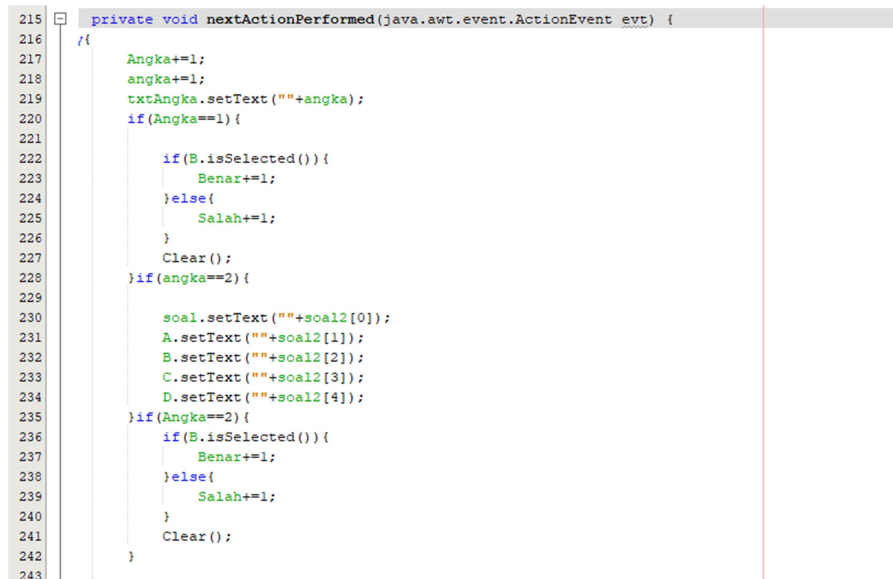 215 private void nextActionPerformed(java.awt.event.ActionEvent evt) {
216 {
217 Angka+=1;
218 angka+=1;
219 txtAngka.setText(""+angka);
220 if(Angka==1){
221
222 if(B.isSelected()){
223 Benar+=1;
224 }else{
225 Salah+=1;
226 }
227 Clear();
228 }if(angka==2){
229
230 soal.setText(""+soal2[0]);
231 A.setText(""+soal2[1]);
232 B.setText(""+soal2[2]);
233 C.setText(""+soal2[3]);
234 D.setText(""+soal2[4]);
235 }if(Angka==2){
236 if(B.isSelected()){
237 Benar+=1;
238 }else{
239 Salah+=1;
240 }
241 Clear();
242 }
243